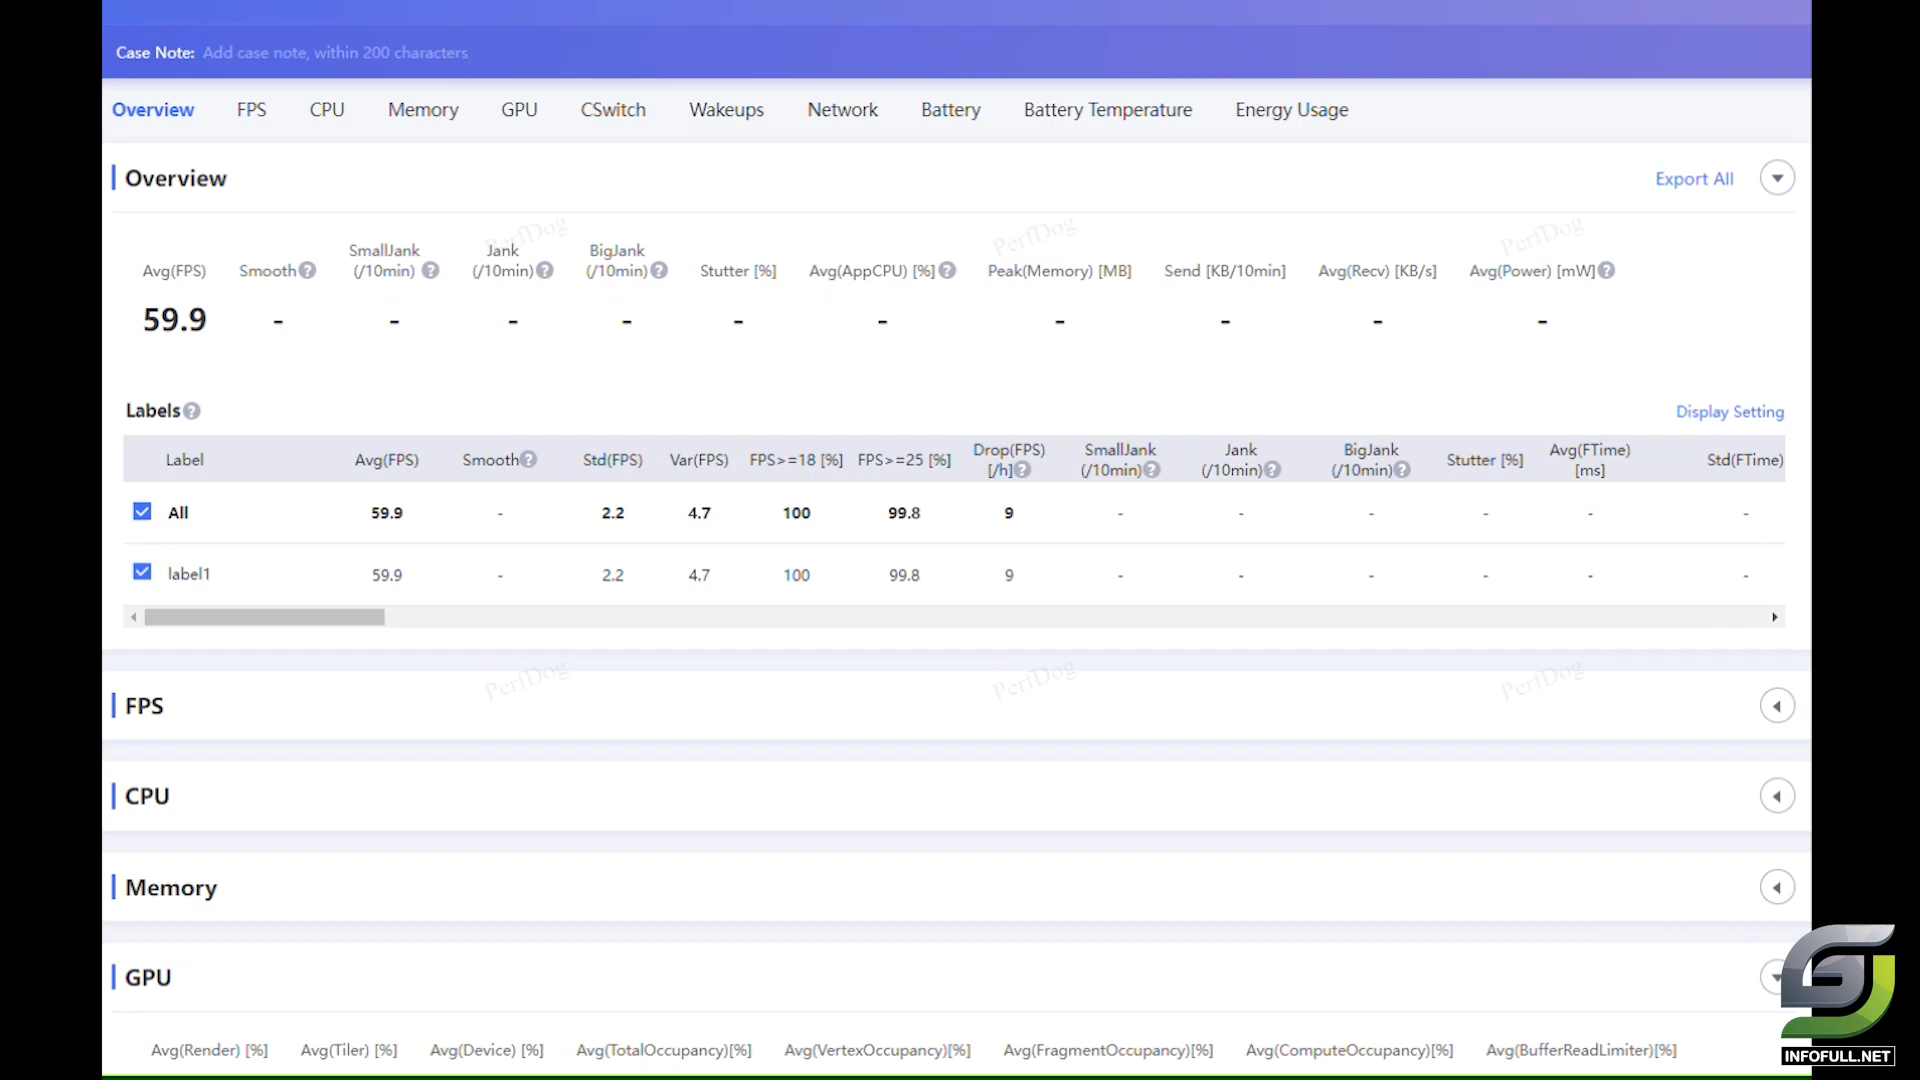 Case Note: Add case note, within 200 characters
Overview FPS CPU Memory GPU CSwitch Wakeups Network Battery Battery Temperature Energy Usage
Overview Export All
PerfDog PerfDog PerfDog
Avg(FPS) Smooth? SmallJank (/10min)? Jank (/10min)? BigJank (/10min)? Stutter [%] Avg(AppCPU) [%]? Peak(Memory) [MB] Send [KB/10min] Avg(Recv) [KB/s] Avg(Power) [mW]?
59.9 - - - - - - - - - -
Labels? Display Setting
Label Avg(FPS) Smooth? Std(FPS) Var(FPS) FPS>=18 [%] FPS>=25 [%] Drop(FPS) [/h]? SmallJank (/10min)? Jank (/10min)? BigJank (/10min)? Stutter [%] Avg(FTime) [ms] Std(FTime)
All 59.9 - 2.2 4.7 100 99.8 9 - - - - - -
label1 59.9 - 2.2 4.7 100 99.8 9 - - - - - -
PerfDog PerfDog PerfDog
FPS
CPU
Memory
GPU
Avg(Render) [%] Avg(Tiler) [%] Avg(Device) [%] Avg(TotalOccupancy)[%] Avg(VertexOccupancy)[%] Avg(FragmentOccupancy)[%] Avg(ComputeOccupancy)[%] Avg(BufferReadLimiter)[%]
INFOFULL.NET